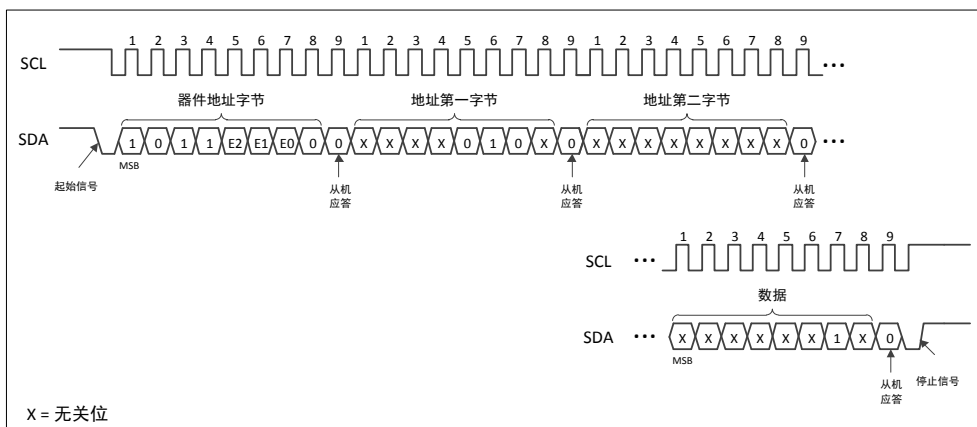 1 2 3 4 5 6 7 8 9 1 2 3 4 5 6 7 8 9 1 2 3 4 5 6 7 8 9
SCL
...
器件地址字节 地址第一字节 地址第二字节
SDA
1 0 1 1 E2 E1 E0 0 0 X X X X 0 1 0 X 0 X X X X X X X X 0 ...
MSB
起始信号
从机应答
从机应答
从机应答
1 2 3 4 5 6 7 8 9
SCL ...
数据
SDA ... X X X X X X 1 X 0
MSB
从机应答
停止信号
X = 无关位